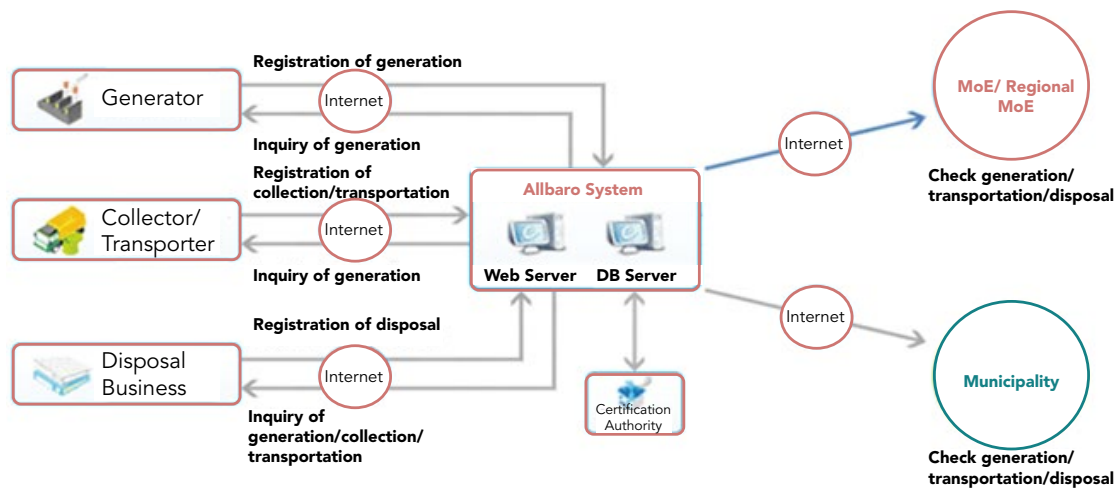 Registration of generation
Generator
Internet
Inquiry of generation
Registration of
collection/transportation
Collector/
Transporter
Internet
Inquiry of generation
Registration of disposal
Disposal
Business
Internet
Inquiry of
generation/collection/
transportation
Allbaro System
Web Server
DB Server
Certification
Authority
Internet
MoE/ Regional
MoE
Check generation/
transportation/disposal
Internet
Municipality
Check generation/
transportation/disposal